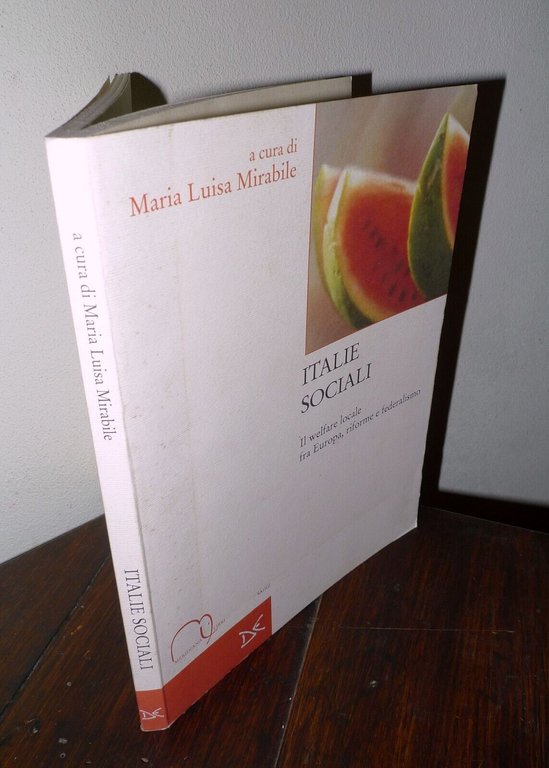 a cura di
Maria Luisa Mirabile
ITALIE
SOCIALI
Il welfare locale
fra Europa, riforme e federalismo
a cura di Maria Luisa Mirabile
ITALIE SOCIALI